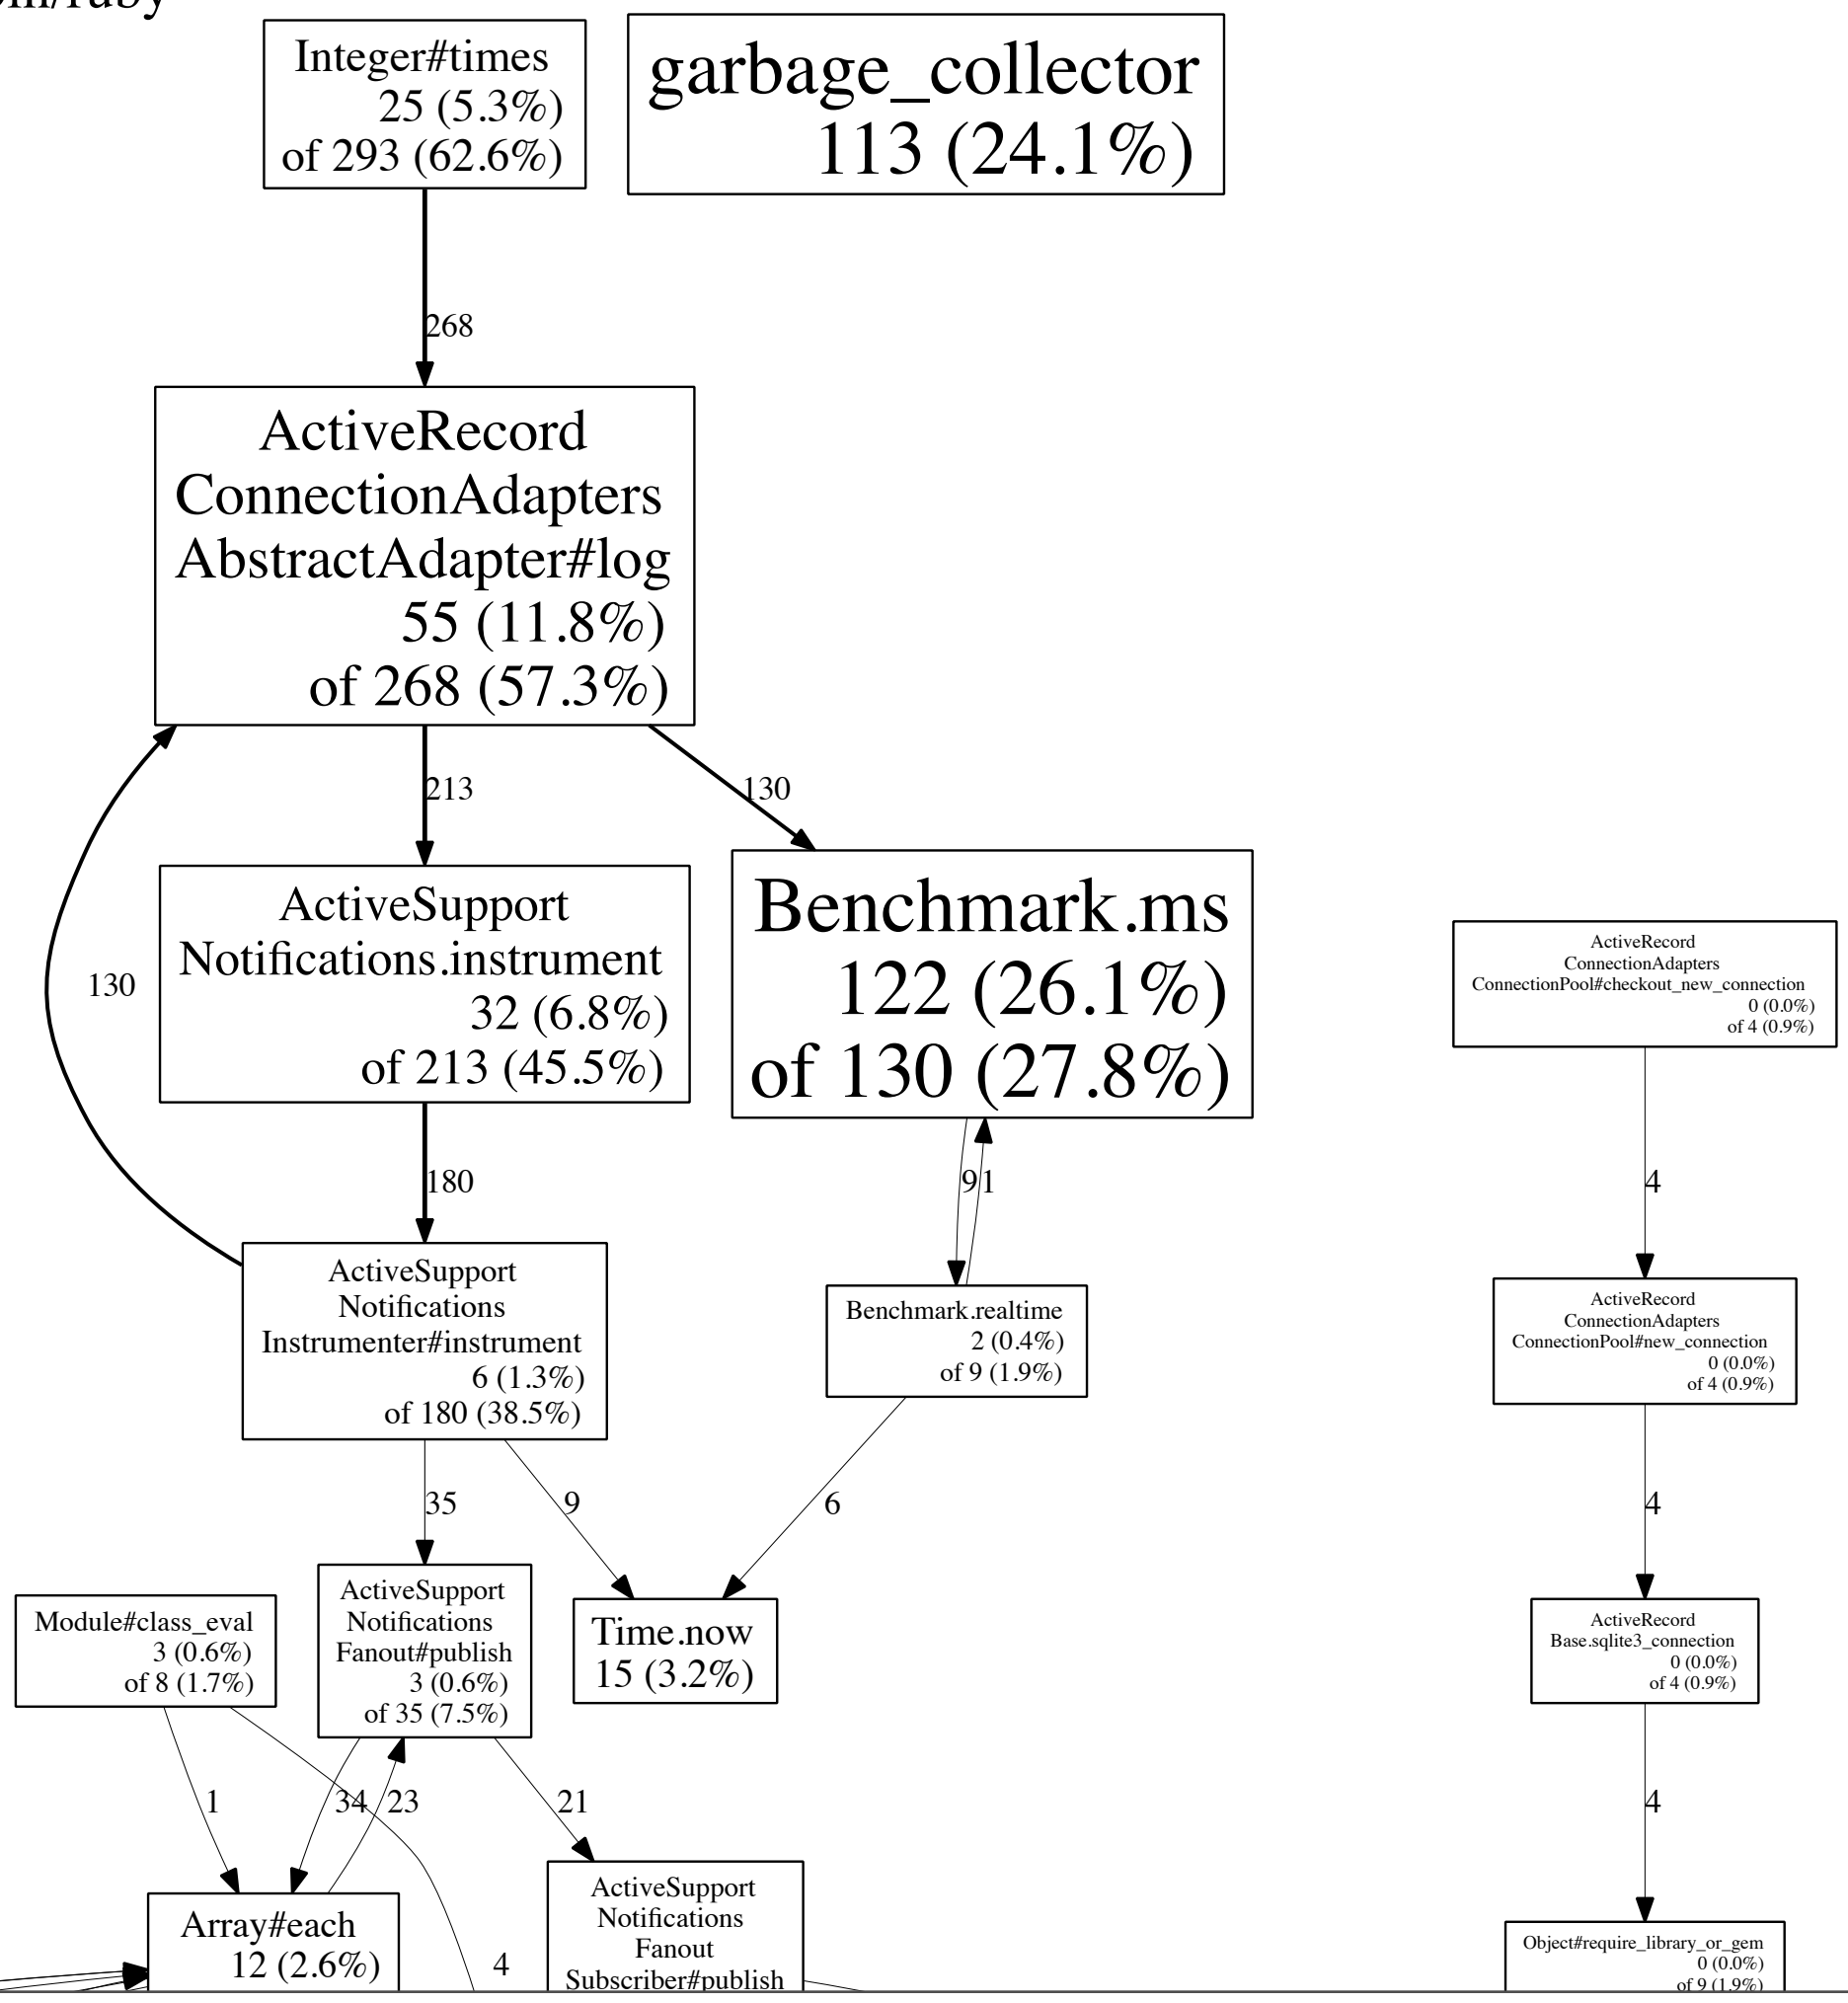 Integer#times
25 (5.3%)
of 293 (62.6%)
garbage_collector
113 (24.1%)
268
ActiveRecord
ConnectionAdapters
AbstractAdapter#log
55 (11.8%)
of 268 (57.3%)
213
130
ActiveSupport
Notifications.instrument
32 (6.8%)
of 213 (45.5%)
Benchmark.ms
122 (26.1%)
of 130 (27.8%)
ActiveRecord
ConnectionAdapters
ConnectionPool#checkout_new_connection
0 (0.0%)
of 4 (0.9%)
130
180
9
1
4
ActiveSupport
Notifications
Instrumenter#instrument
6 (1.3%)
of 180 (38.5%)
Benchmark.realtime
2 (0.4%)
of 9 (1.9%)
ActiveRecord
ConnectionAdapters
ConnectionPool#new_connection
0 (0.0%)
of 4 (0.9%)
35
9
6
4
Module#class_eval
3 (0.6%)
of 8 (1.7%)
ActiveSupport
Notifications
Fanout#publish
3 (0.6%)
of 35 (7.5%)
Time.now
15 (3.2%)
ActiveRecord
Base.sqlite3_connection
0 (0.0%)
of 4 (0.9%)
1
34
23
21
4
Array#each
12 (2.6%)
4
ActiveSupport
Notifications
Fanout
Subscriber#publish
Object#require_library_or_gem
0 (0.0%)
of 9 (1.9%)